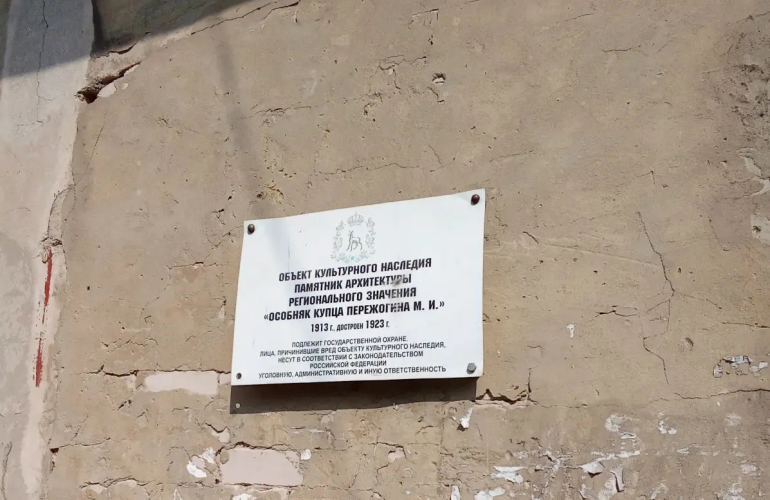 ОБЪЕКТ КУЛЬТУРНОГО НАСЛЕДИЯ
ПАМЯТНИК АРХИТЕКТУРЫ
РЕГИОНАЛЬНОГО ЗНАЧЕНИЯ
«ОСОБНЯК КУПЦА ПЕРЕЖОГИНА М. И.»
1913 г., ДОСТРОЕН 1923 г.
ПОДЛЕЖИТ ГОСУДАРСТВЕННОЙ ОХРАНЕ.
ЛИЦА, ПРИЧИНИВШИЕ ВРЕД ОБЪЕКТУ КУЛЬТУРНОГО НАСЛЕДИЯ,
НЕСУТ В СООТВЕТСТВИИ С ЗАКОНОДАТЕЛЬСТВОМ
РОССИЙСКОЙ ФЕДЕРАЦИИ
УГОЛОВНУЮ, АДМИНИСТРАТИВНУЮ И ИНУЮ ОТВЕТСТВЕННОСТЬ